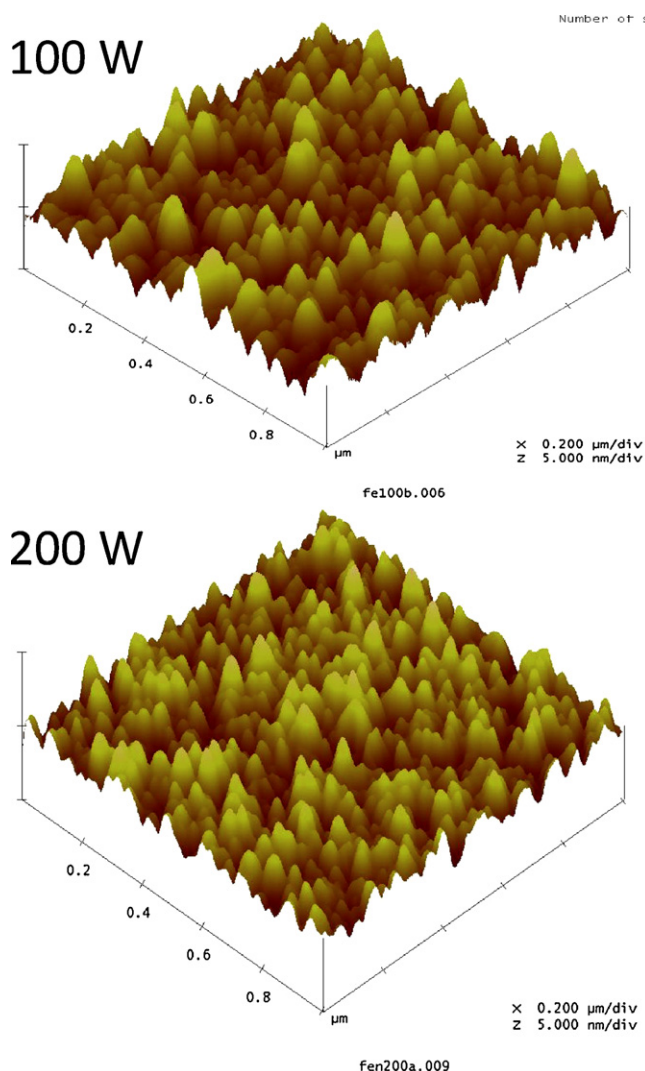 Number of s
100 W
0.2
0.4
0.6
0.8
μm
X 0.200 μm/div
Z 5.000 nm/div
fe100b.006
200 W
0.2
0.4
0.6
0.8
μm
X 0.200 μm/div
Z 5.000 nm/div
fen200a.009